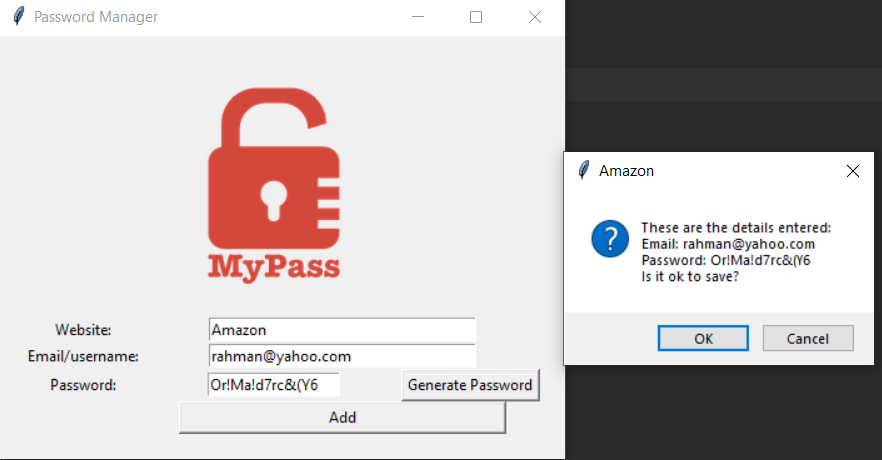 Password Manager
MyPass
Website:
Amazon
Email/username:
rahman@yahoo.com
Password:
Or!Ma!d7rc&(Y6
Generate Password
Add
Amazon
?
These are the details entered:
Email: rahman@yahoo.com
Password: Or!Ma!d7rc&(Y6
Is it ok to save?
OK
Cancel